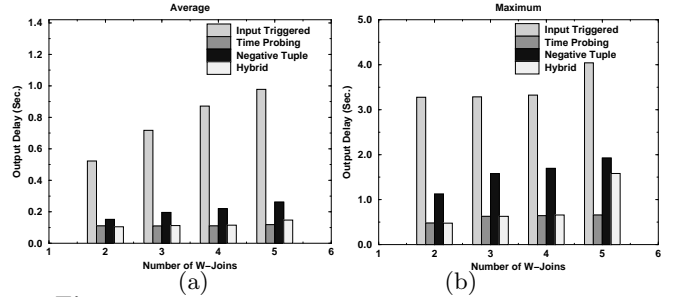 Average
1.4
1.2
1.0
0.8
0.6
0.4
0.2
0.0
Output Delay (Sec.)
Input Triggered
Time Probing
Negative Tuple
Hybrid
1 2 3 4 5 6
Number of W-Joins
(a)
Maximum
5.0
4.0
3.0
2.0
1.0
0.0
Output Delay (Sec.)
Input Triggered
Time Probing
Negative Tuple
Hybrid
1 2 3 4 5 6
Number of W-Joins
(b)